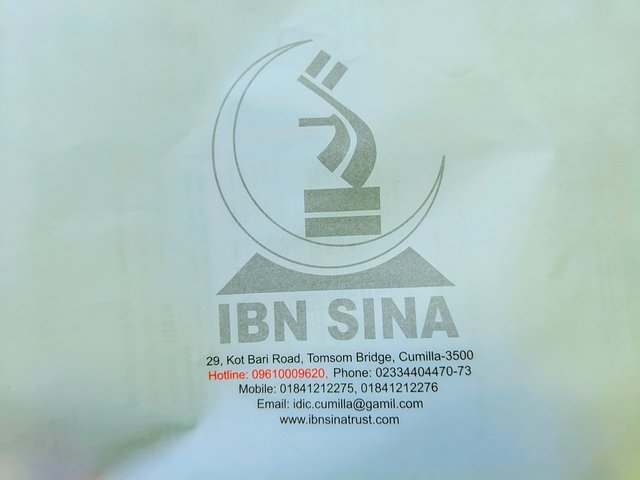 IBN SINA
29, Kot Bari Road, Tomsom Bridge, Cumilla-3500
Hotline: 09610009620, Phone: 02334404470-73
Mobile: 01841212275, 01841212276
Email: idic.cumilla@gamil.com
www.ibnsinatrust.com